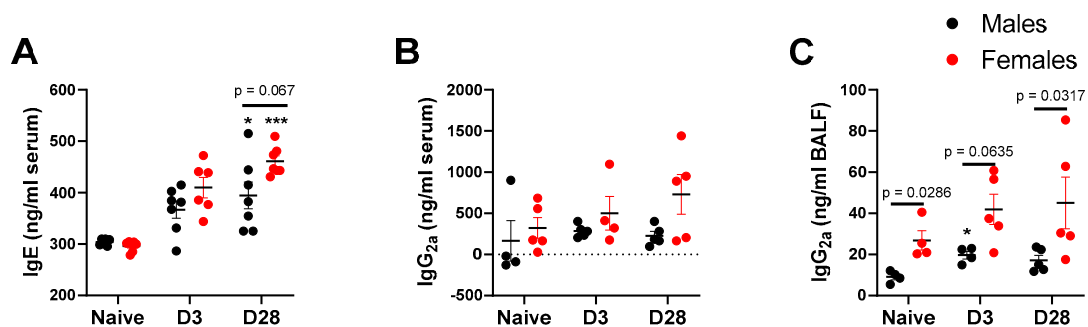 Males
Females
A
IgE (ng/ml serum)
600
500
400
300
200
p = 0.067
*
***
Naive
D3
D28
B
IgG2a (ng/ml serum)
2000
1500
1000
500
0
-500
Naive
D3
D28
C
IgG2a (ng/ml BALF)
100
80
60
40
20
0
p = 0.0286
p = 0.0635
p = 0.0317
*
Naive
D3
D28